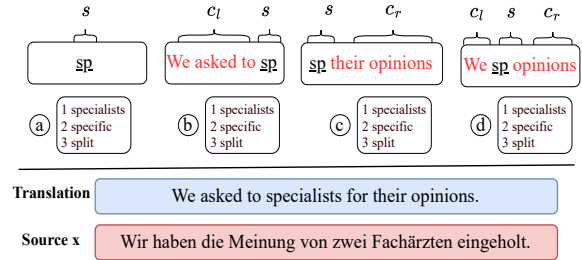 s
c_l s
s c_r
c_l s c_r
sp
We asked to sp
sp their opinions
We sp opinions
a
1 specialists
2 specific
3 split
b
1 specialists
2 specific
3 split
c
1 specialists
2 specific
3 split
d
1 specialists
2 specific
3 split
Translation
We asked to specialists for their opinions.
Source x
Wir haben die Meinung von zwei Fachärzten eingeholt.